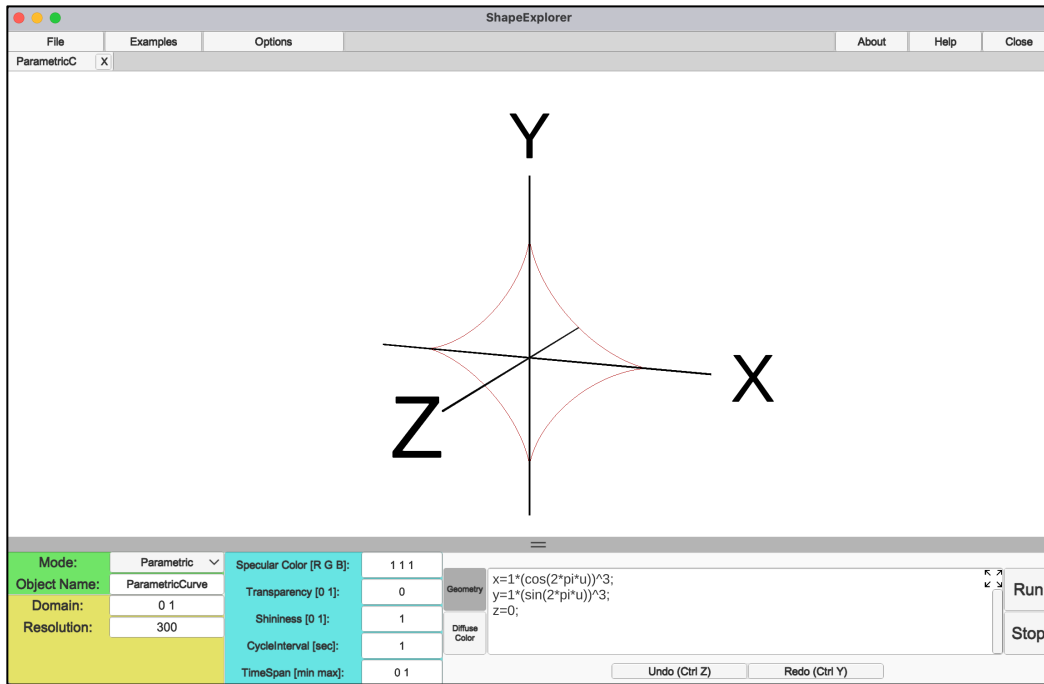 ShapeExplorer
File Examples Options About Help Close
ParametricC X
Y
X
Z
Mode: Parametric
Object Name: ParametricCurve
Domain: 0 1
Resolution: 300
Specular Color [R G B]: 1 1 1
Transparency [0 1]: 0
Shininess [0 1]: 1
CycleInterval [sec]: 1
TimeSpan [min max]: 0 1
Geometry
Diffuse
Color
x=1*(cos(2*pi*u))^3;
y=1*(sin(2*pi*u))^3;
z=0;
Run
Stop
Undo (Ctrl Z) Redo (Ctrl Y)